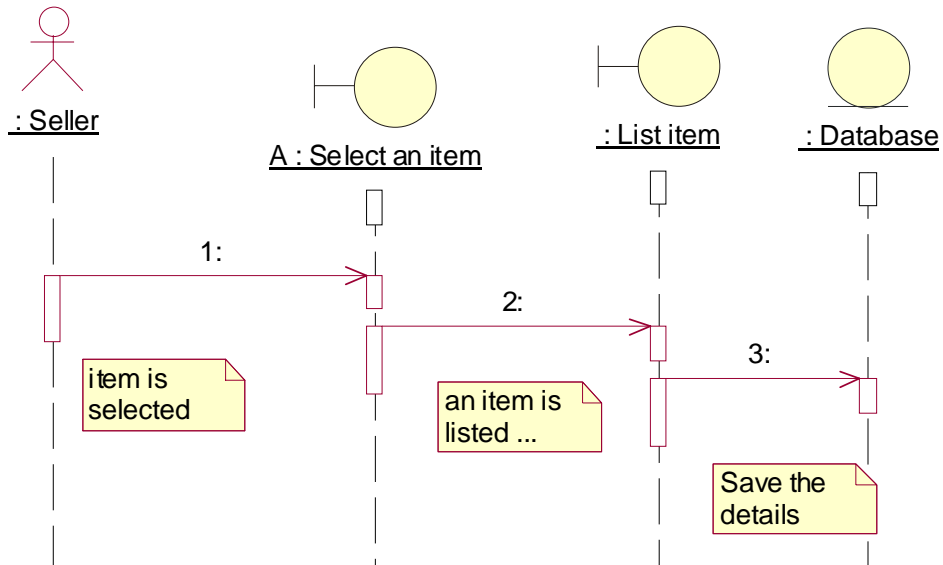 : Seller
A : Select an item
: List item
: Database
1:
2:
3:
item is
selected
an item is
listed ...
Save the
details